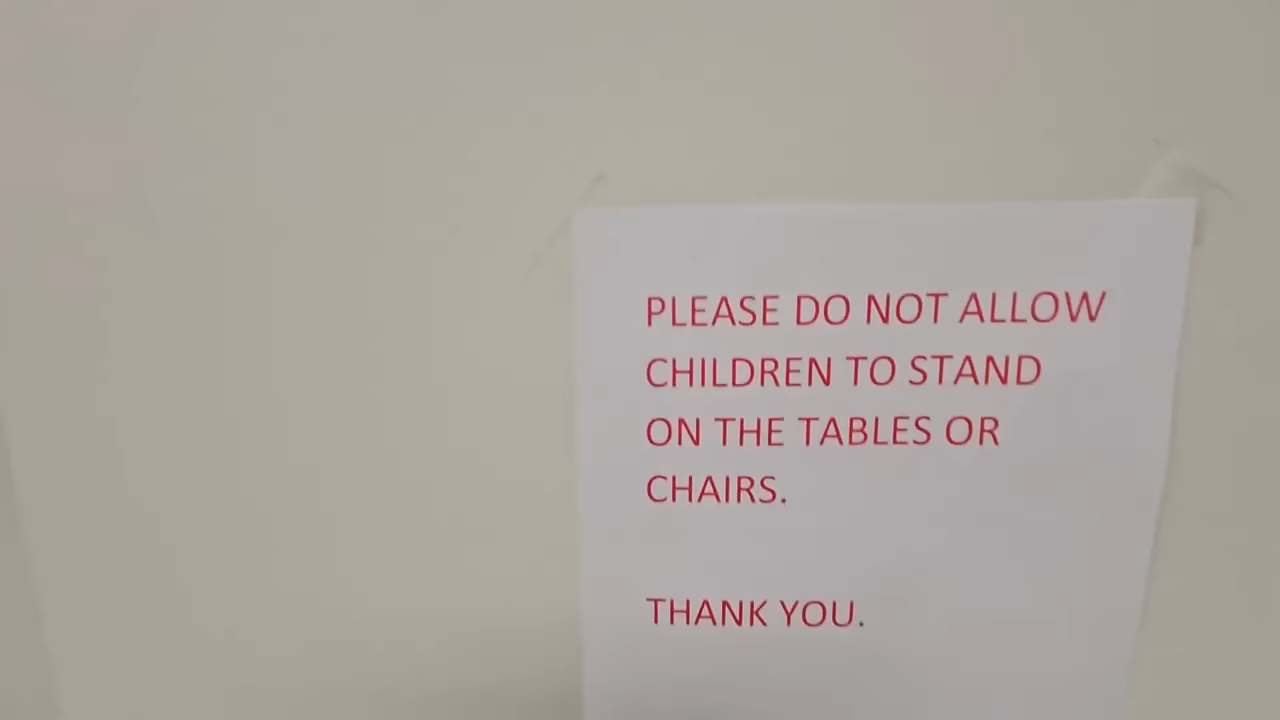 PLEASE DO NOT ALLOW
CHILDREN TO STAND
ON THE TABLES OR
CHAIRS.
THANK YOU.